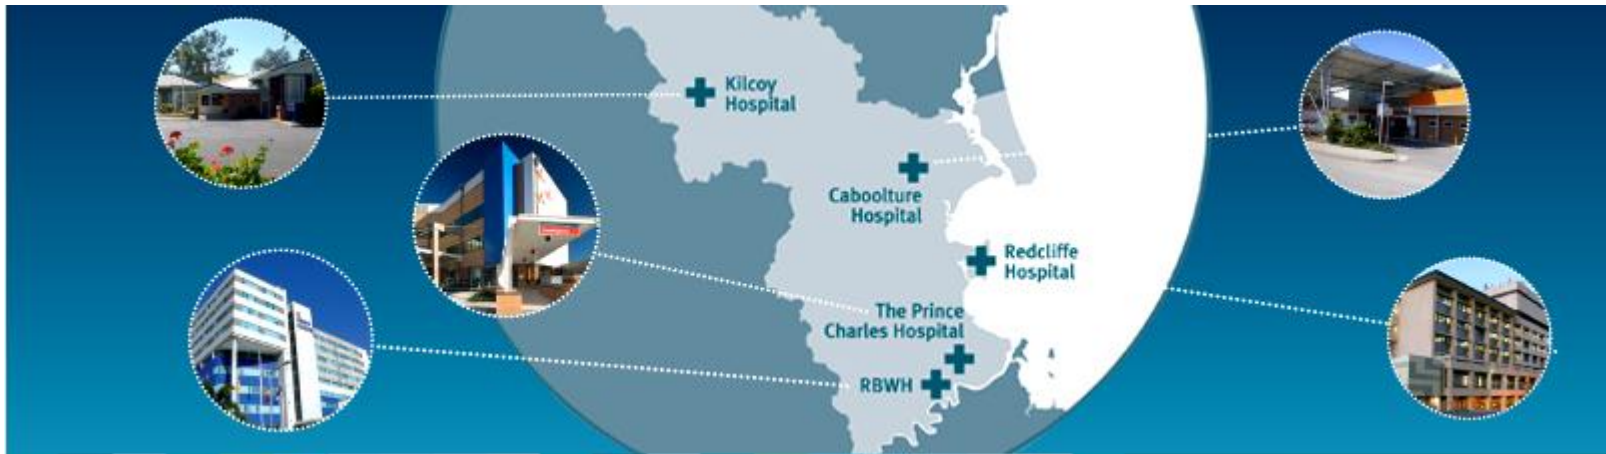 Kilcoy
Hospital
Caboolture
Hospital
Redcliffe
Hospital
The Prince
Charles Hospital
RBWH